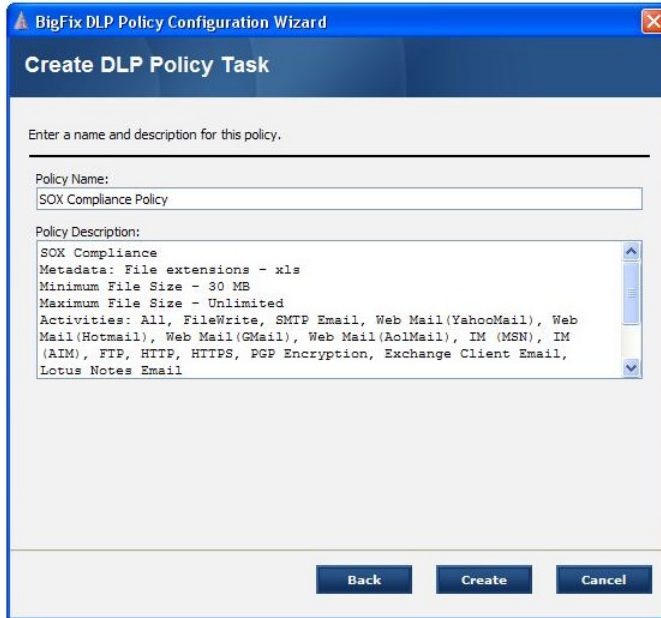 BigFix DLP Policy Configuration Wizard
Create DLP Policy Task
Enter a name and description for this policy.
Policy Name:
SOX Compliance Policy
Policy Description:
SOX Compliance
Metadata: File extensions - xls
Minimum File Size - 30 MB
Maximum File Size - Unlimited
Activities: All, FileWrite, SMTP Email, Web Mail(YahooMail), Web
Mail(Hotmail), Web Mail(GMail), Web Mail(AolMail), IM (MSN), IM
(AIM), FTP, HTTP, HTTPS, PGP Encryption, Exchange Client Email,
Lotus Notes Email
Back
Create
Cancel